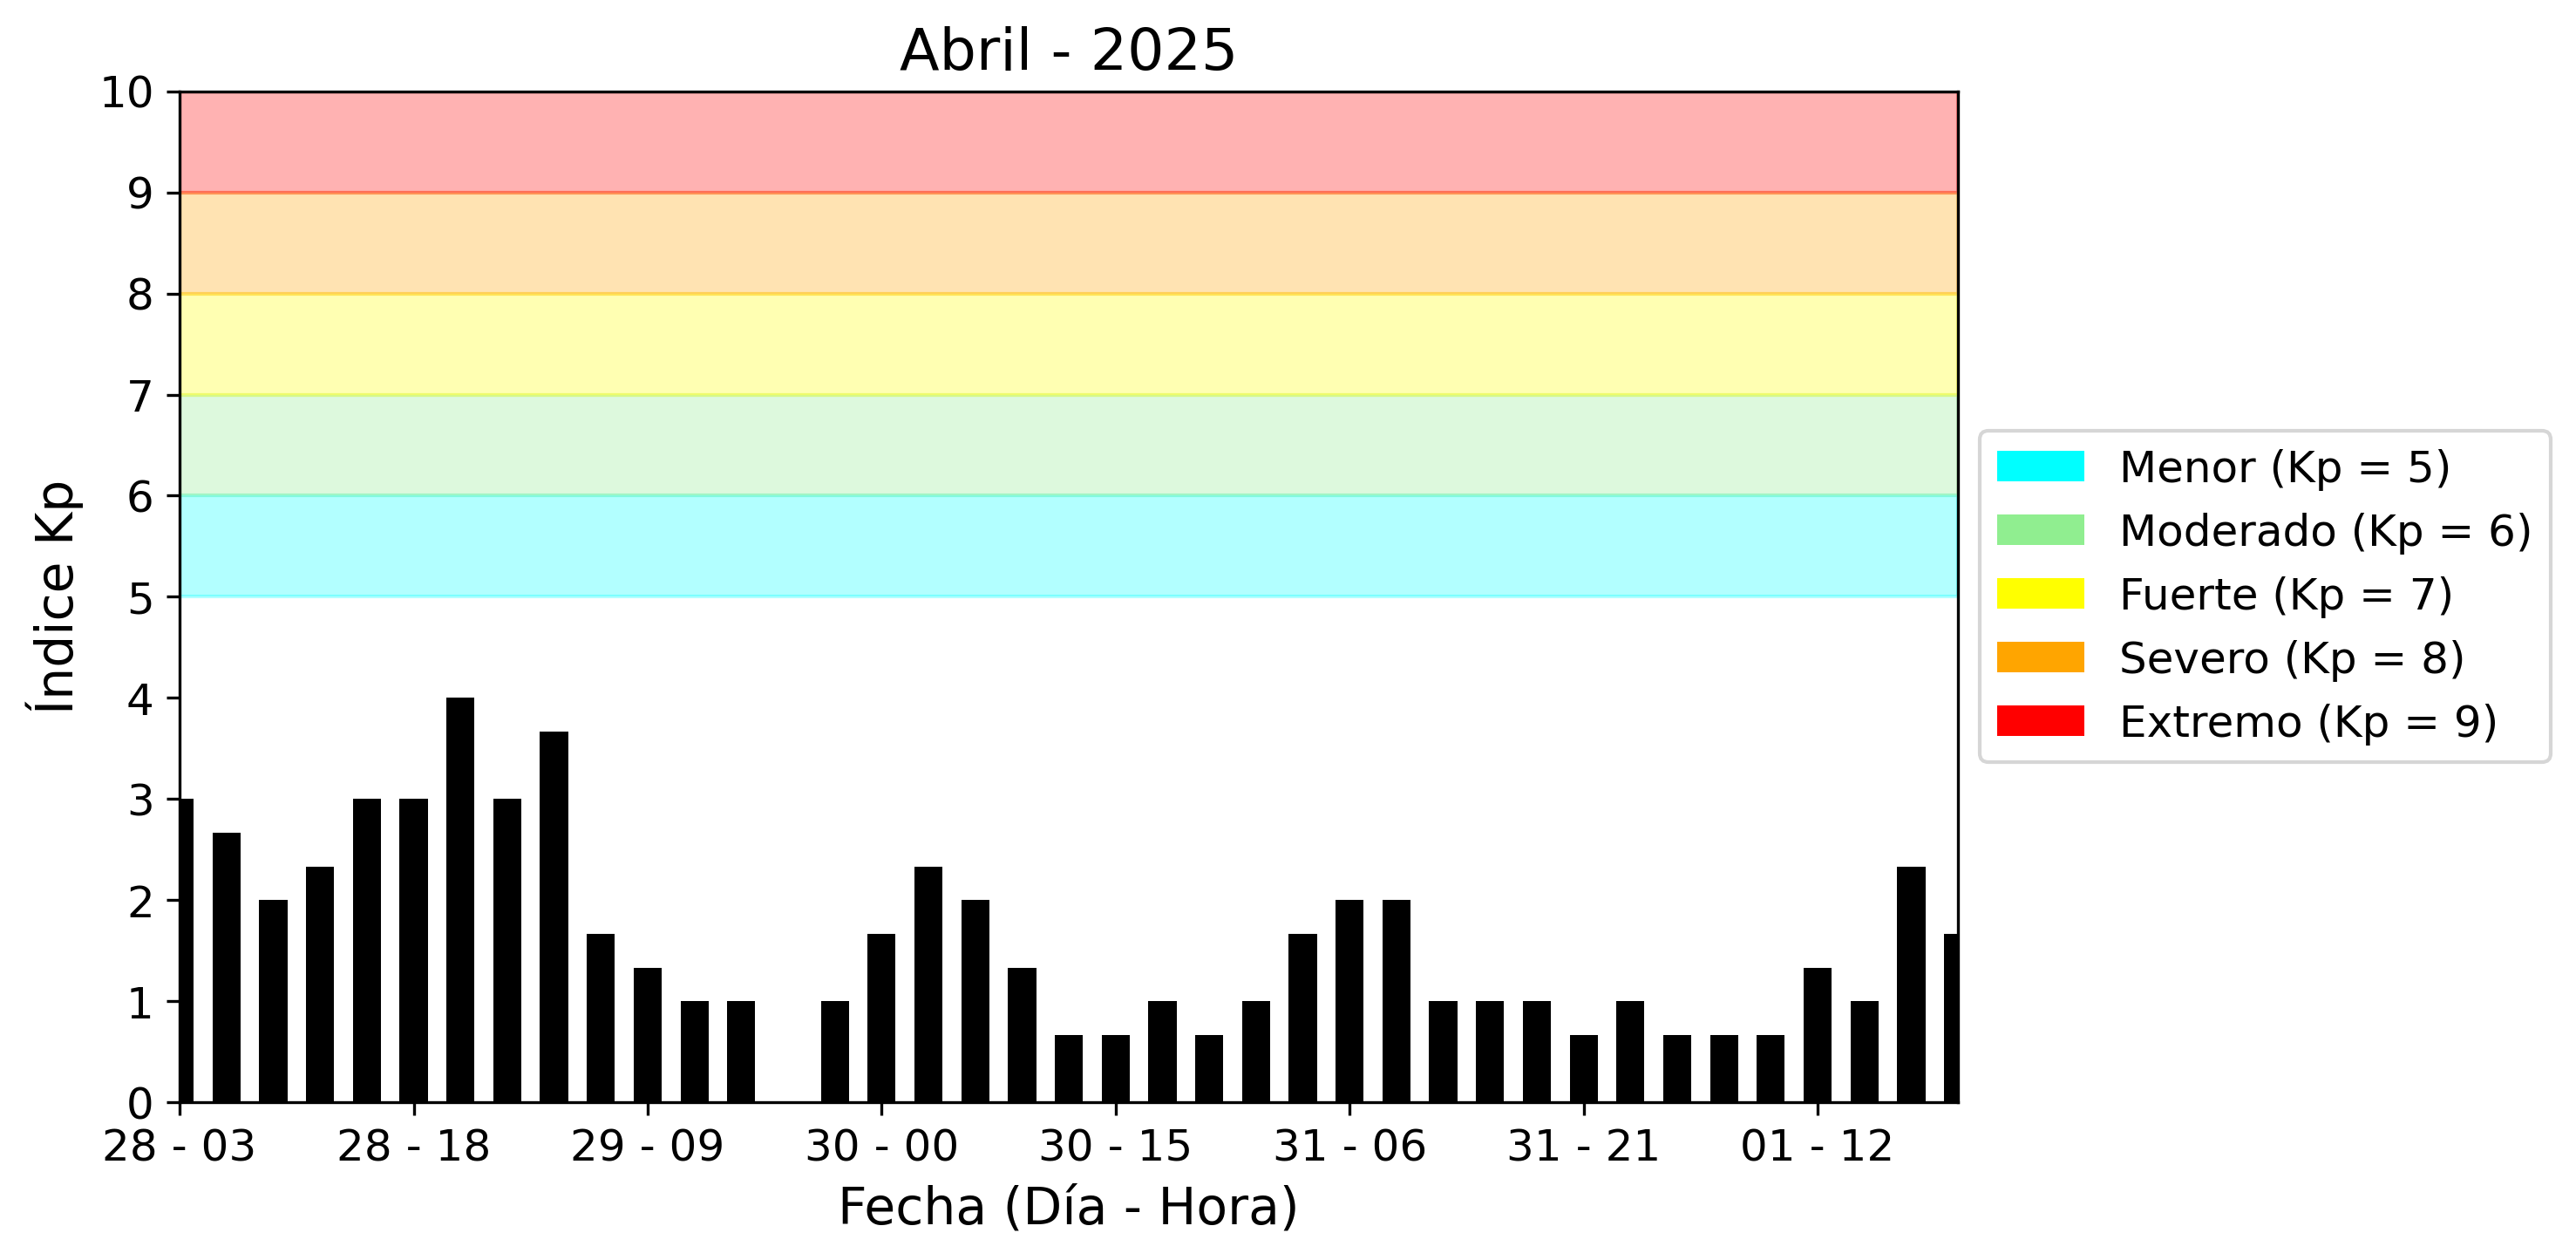 Abril - 2025
10
9
8
7
6
5
4
3
2
1
0
Índice Kp
28 - 03
28 - 18
29 - 09
30 - 00
30 - 15
31 - 06
31 - 21
01 - 12
Fecha (Día - Hora)
Menor (Kp = 5)
Moderado (Kp = 6)
Fuerte (Kp = 7)
Severo (Kp = 8)
Extremo (Kp = 9)